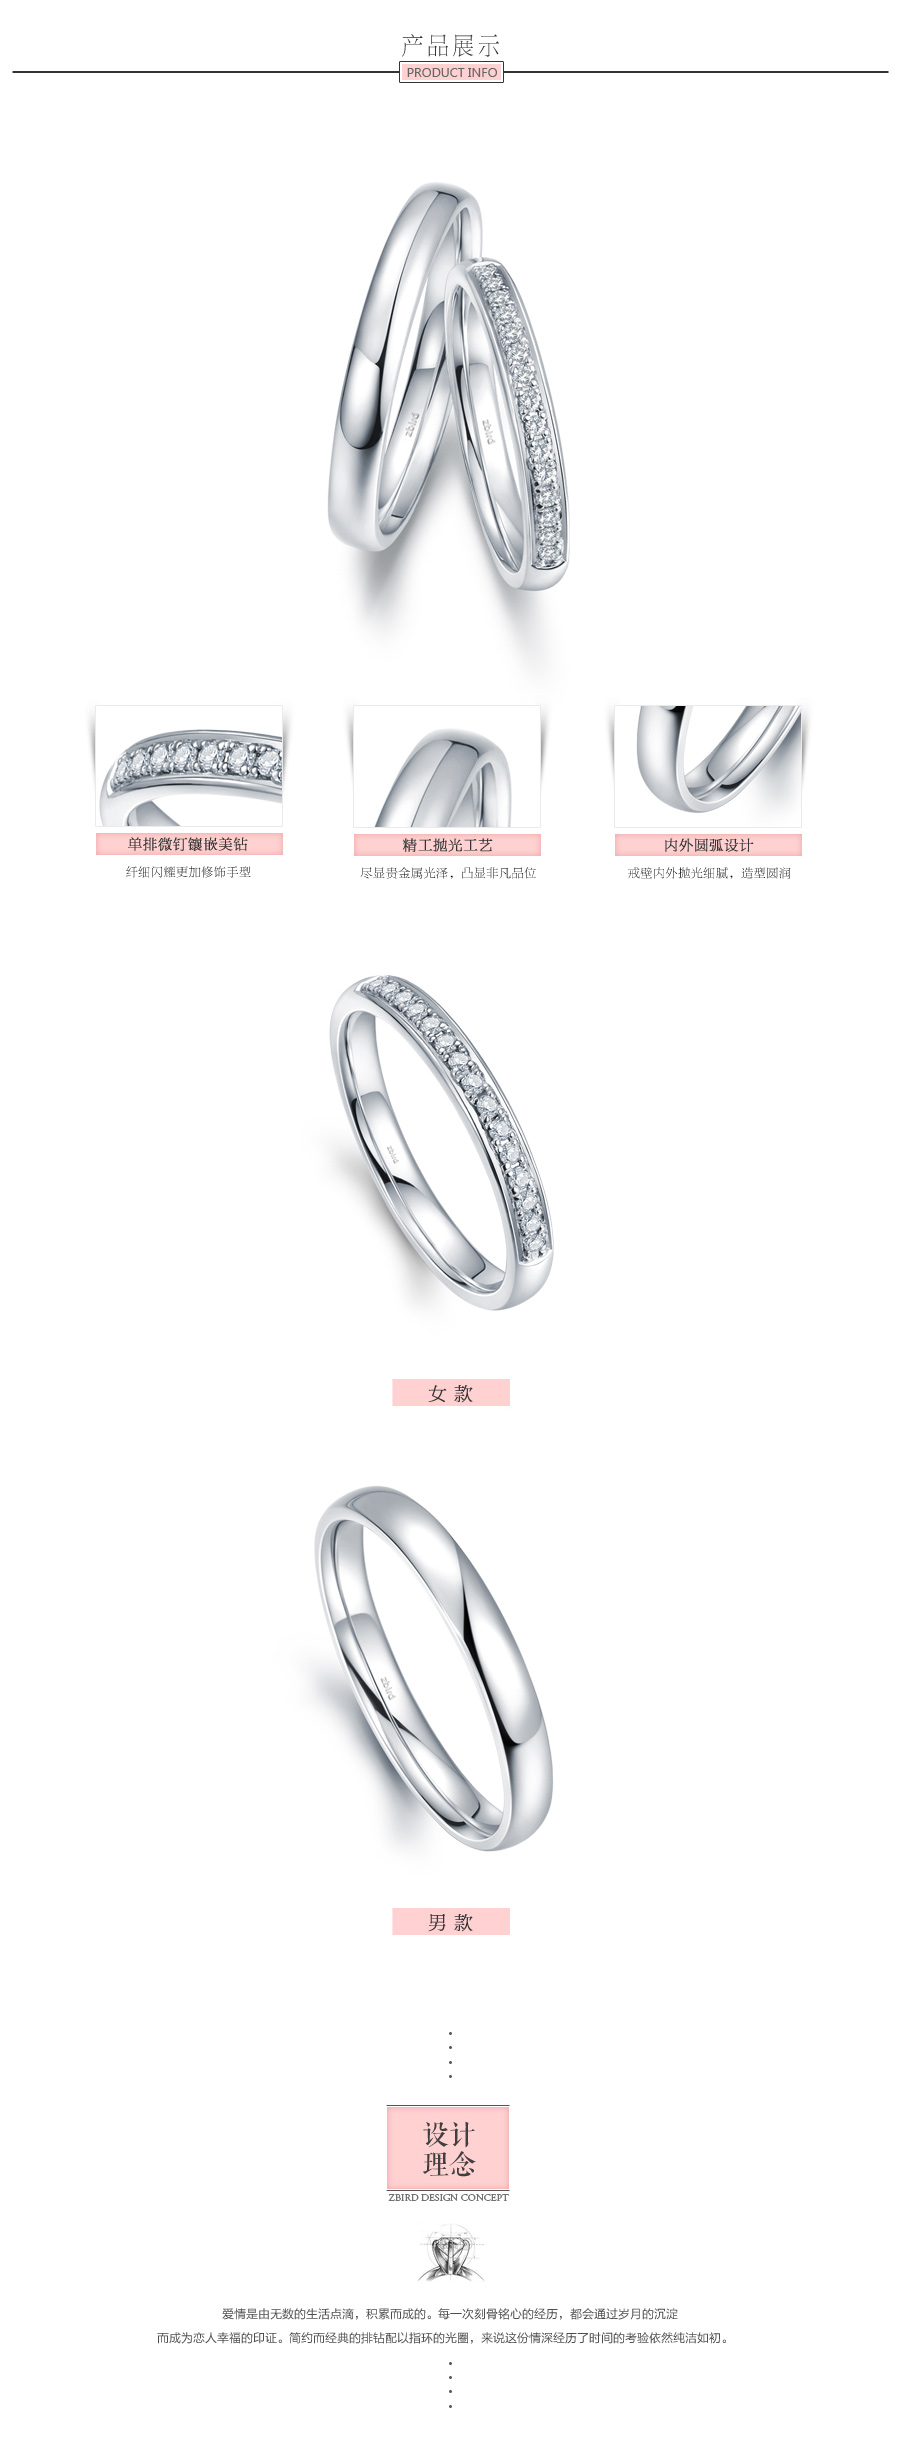 产品展示
PRODUCT INFO
zbird
zbird
单排微钉镶嵌美钻
精工抛光工艺
内外圆弧设计
纤细闪耀更加修饰手型
尽显贵金属光泽，凸显非凡品位
戒壁内外抛光细腻，造型圆润
zbird
女款
zbird
男款
设计
理念
ZBIRD DESIGN CONCEPT
爱情是由无数的生活点滴，积累而成的。每一次刻骨铭心的经历，都会通过岁月的沉淀
而成为恋人幸福的印证。简约而经典的排钻配以指环的光圈，来说这份情深经历了时间的考验依然纯洁如初。